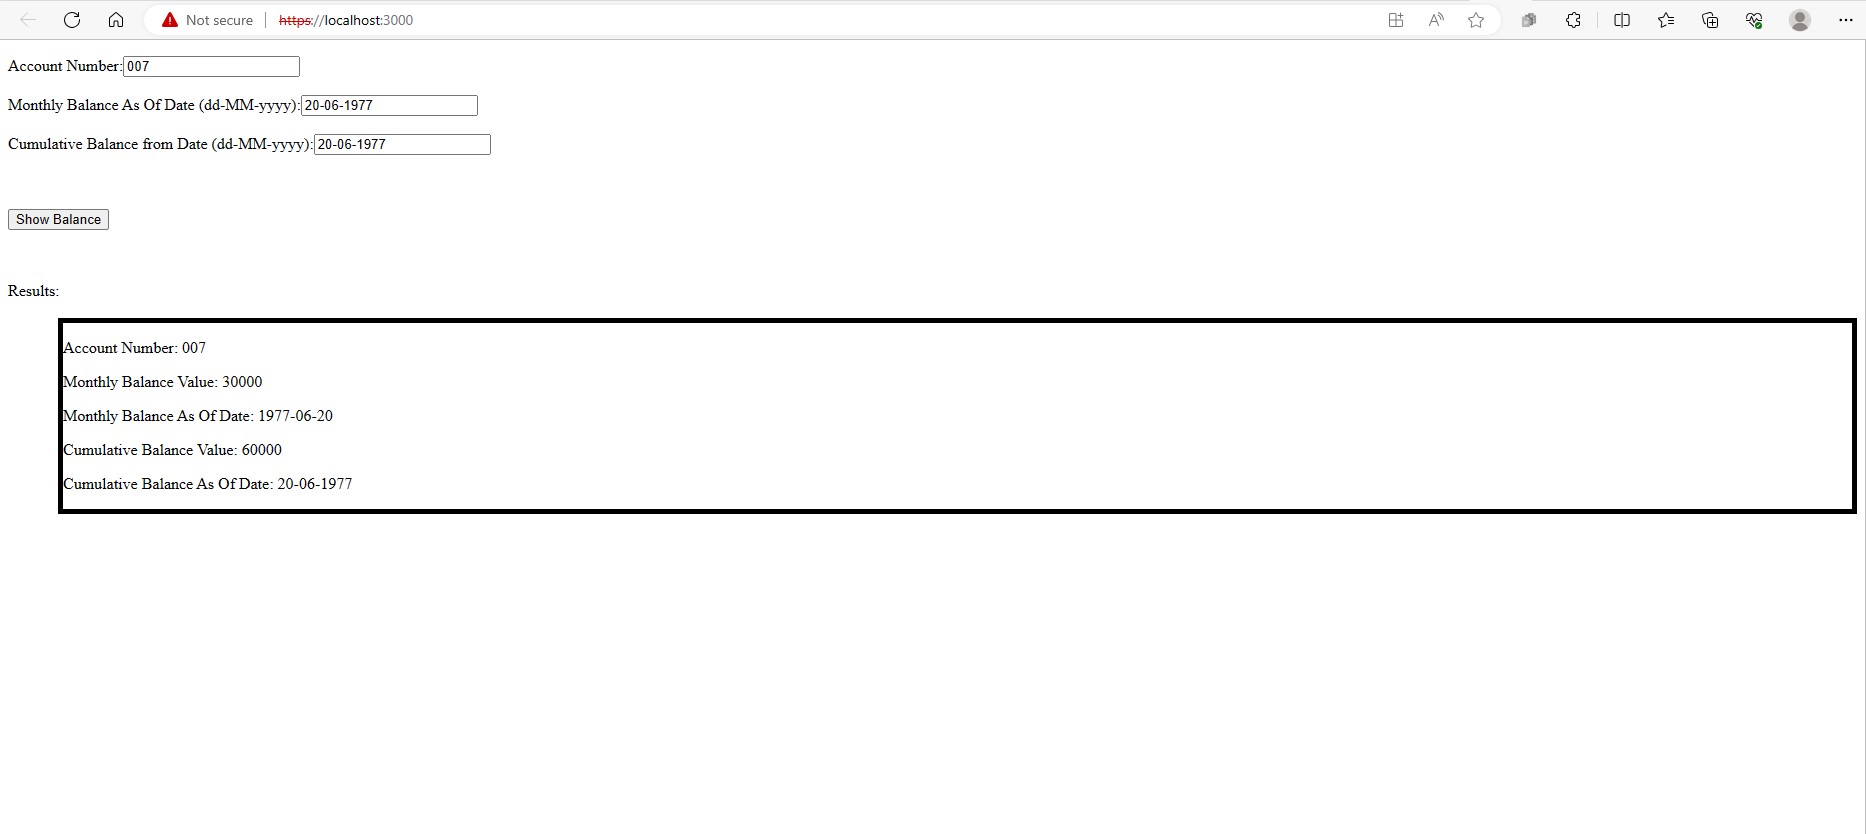 Not secure https://localhost:3000
Account Number: 007
Monthly Balance As Of Date (dd-MM-yyyy): 20-06-1977
Cumulative Balance from Date (dd-MM-yyyy): 20-06-1977
Show Balance
Results:
Account Number: 007
Monthly Balance Value: 30000
Monthly Balance As Of Date: 1977-06-20
Cumulative Balance Value: 60000
Cumulative Balance As Of Date: 20-06-1977